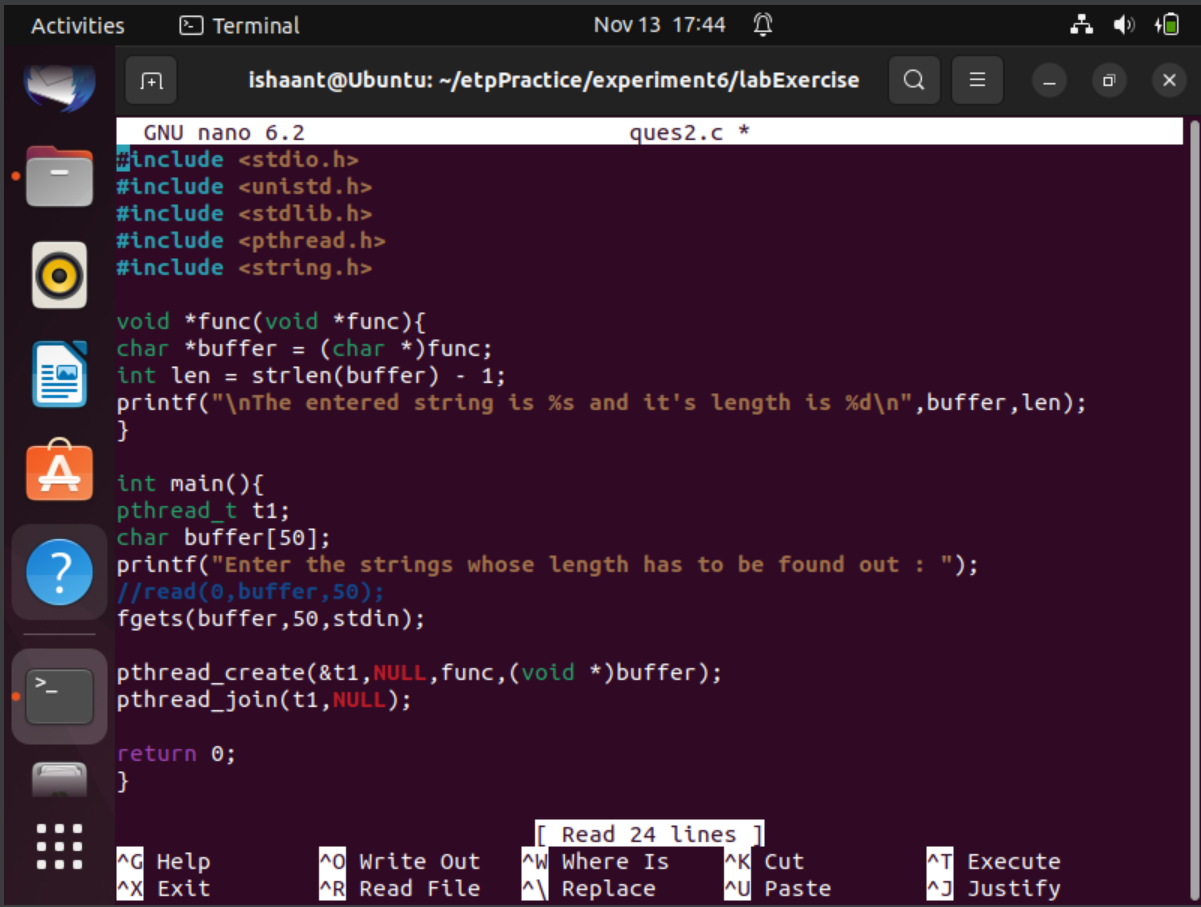 Activities Terminal Nov 13 17:44
ishaant@Ubuntu: ~/etpPractice/experiment6/labExercise
GNU nano 6.2 ques2.c *
#include <stdio.h>
#include <unistd.h>
#include <stdlib.h>
#include <pthread.h>
#include <string.h>
void *func(void *func){
char *buffer = (char *)func;
int len = strlen(buffer) - 1;
printf("\nThe entered string is %s and it's length is %d\n",buffer,len);
}
int main(){
pthread_t t1;
char buffer[50];
printf("Enter the strings whose length has to be found out : ");
//read(0,buffer,50);
fgets(buffer,50,stdin);
pthread_create(&t1,NULL,func,(void *)buffer);
pthread_join(t1,NULL);
return 0;
}
[ Read 24 lines ]
^G Help ^O Write Out ^W Where Is ^K Cut ^T Execute
^X Exit ^R Read File ^\ Replace ^U Paste ^J Justify